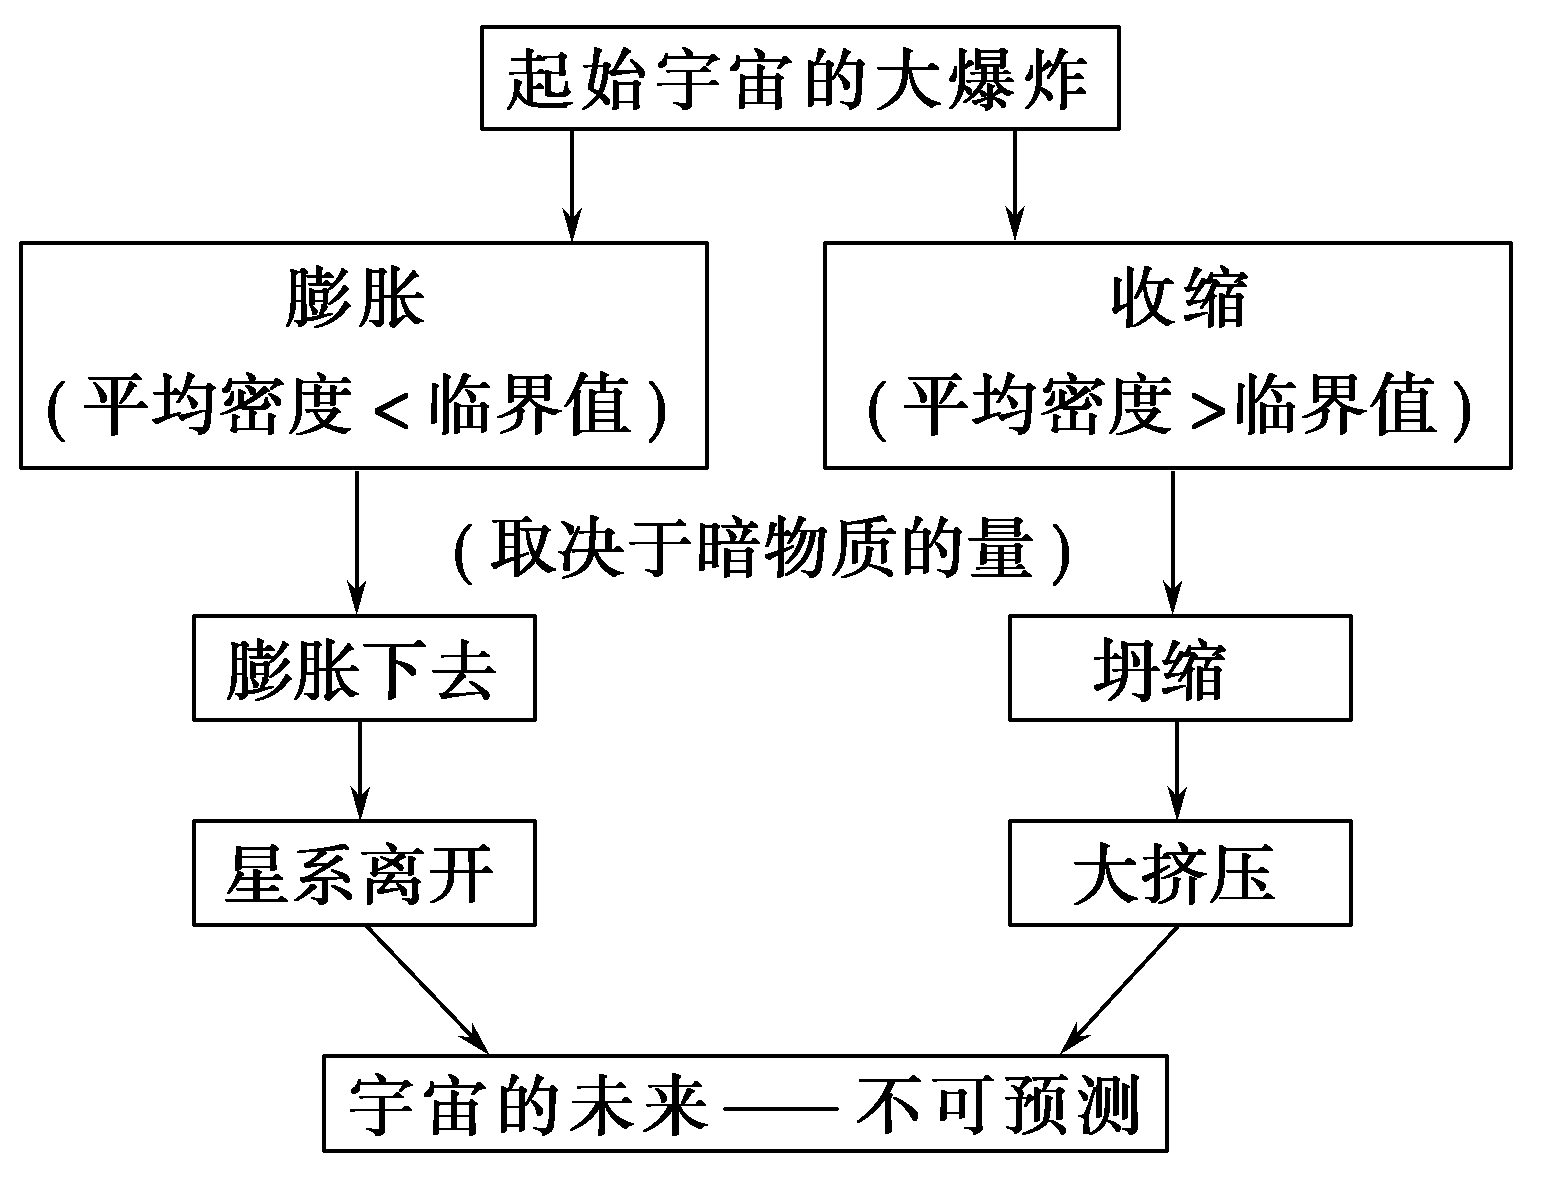 起始宇宙的大爆炸
膨胀
(平均密度<临界值)
收缩
(平均密度>临界值)
(取决于暗物质的量)
膨胀下去
坍缩
星系离开
大挤压
宇宙的未来——不可预测